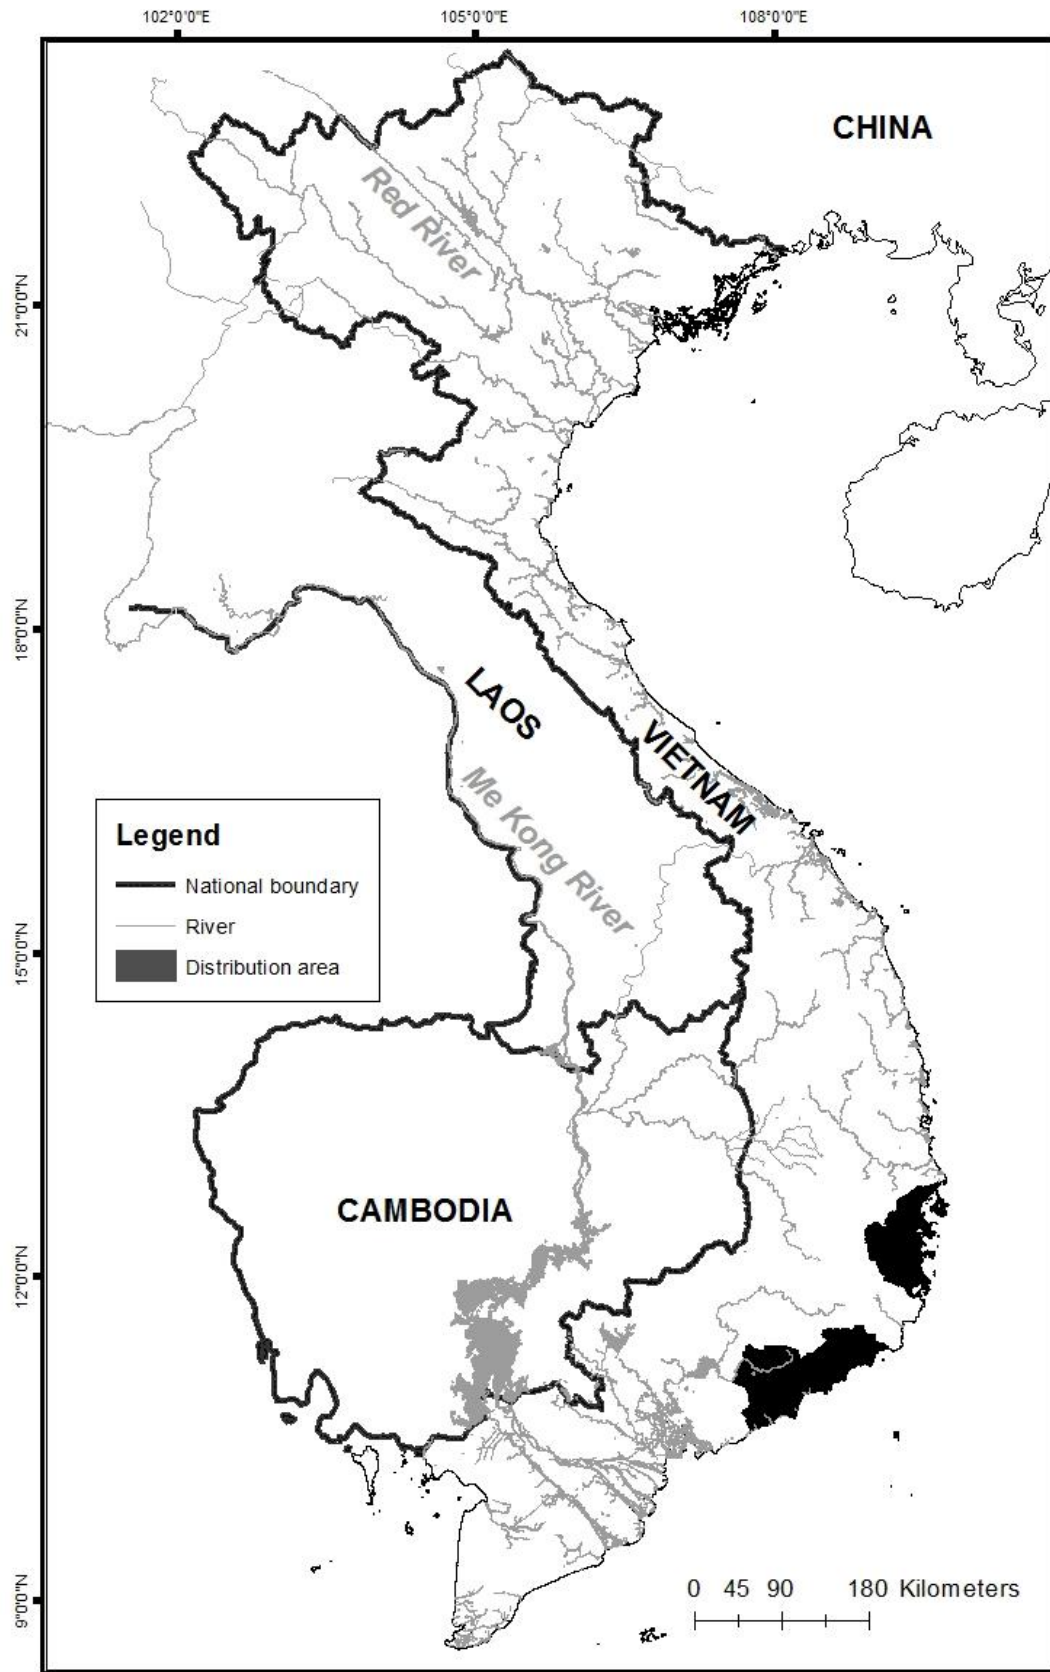 102°0'0"E
105°0'0"E
108°0'0"E
CHINA
Red River
21°0'0"N
18°0'0"N
LAOS
VIETNAM
Me Kong River
Legend
National boundary
River
Distribution area
15°0'0"N
CAMBODIA
12°0'0"N
9°0'0"N
0 45 90 180 Kilometers